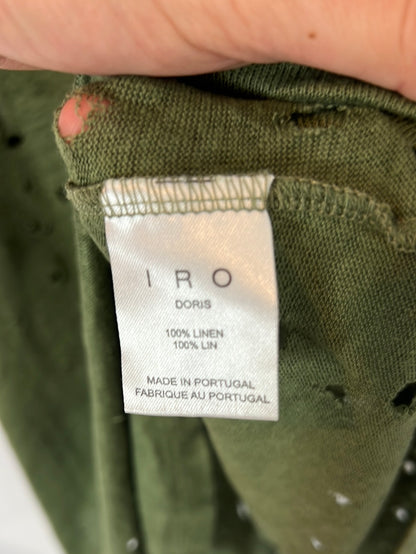 IRO
DORIS
100% LINEN
100% LIN
MADE IN PORTUGAL
FABRIQUE AU PORTUGAL